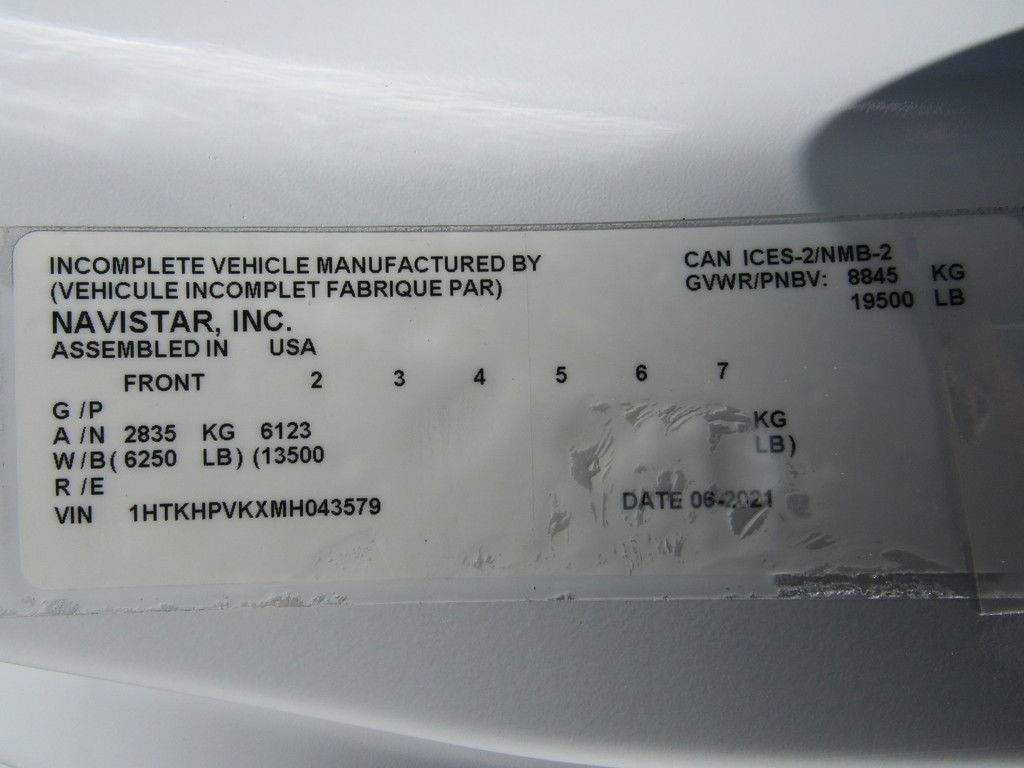 INCOMPLETE VEHICLE MANUFACTURED BY
(VEHICULE INCOMPLET FABRIQUE PAR)
NAVISTAR, INC.
ASSEMBLED IN USA
CAN ICES-2/NMB-2
GVWR/PNBV: 8845 KG
19500 LB
FRONT 2 3 4 5 6 7
G /P
A /N 2835 KG 6123 KG
W/B( 6250 LB) (13500 LB)
R /E
VIN 1HTKHPVKXMH043579 DATE 06-2021